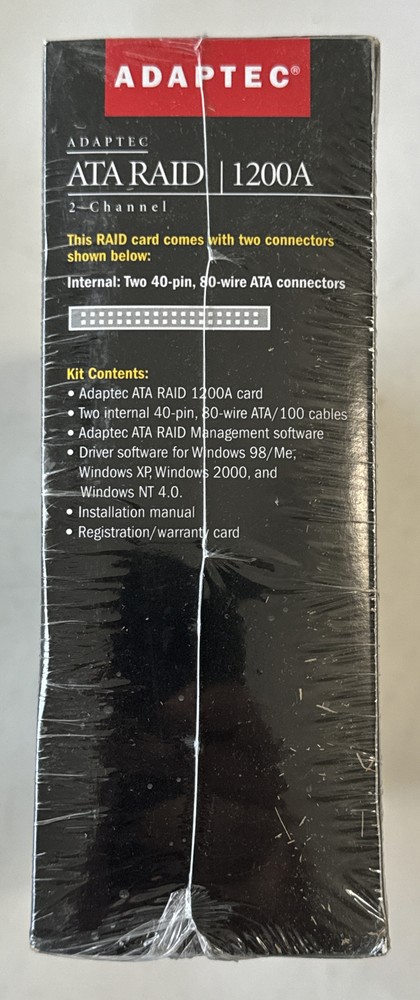 ADAPTEC®
ADAPTEC
ATA RAID | 1200A
2-Channel
This RAID card comes with two connectors
shown below:
Internal: Two 40-pin, 80-wire ATA connectors
Kit Contents:
• Adaptec ATA RAID 1200A card
• Two internal 40-pin, 80-wire ATA/100 cables
• Adaptec ATA RAID Management software
• Driver software for Windows 98/Me,
Windows XP, Windows 2000, and
Windows NT 4.0.
• Installation manual
• Registration/warranty card